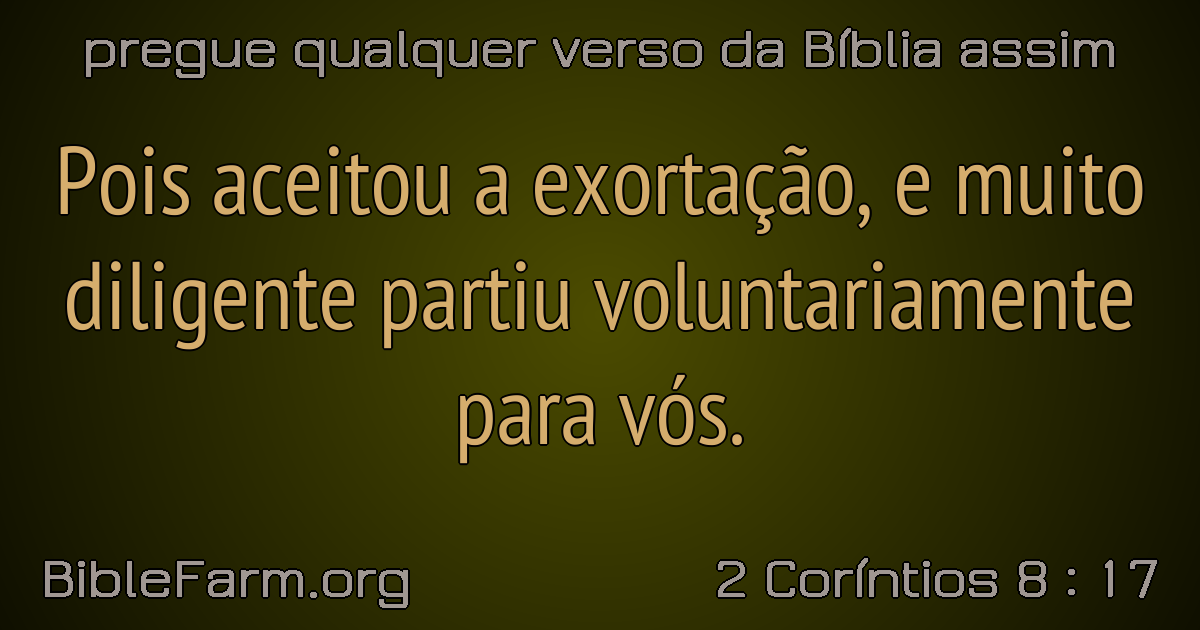 pregue qualquer verso da Bíblia assim
Pois aceitou a exortação, e muito
diligente partiu voluntariamente
para vós.
BibleFarm.org
2 Coríntios 8 : 17